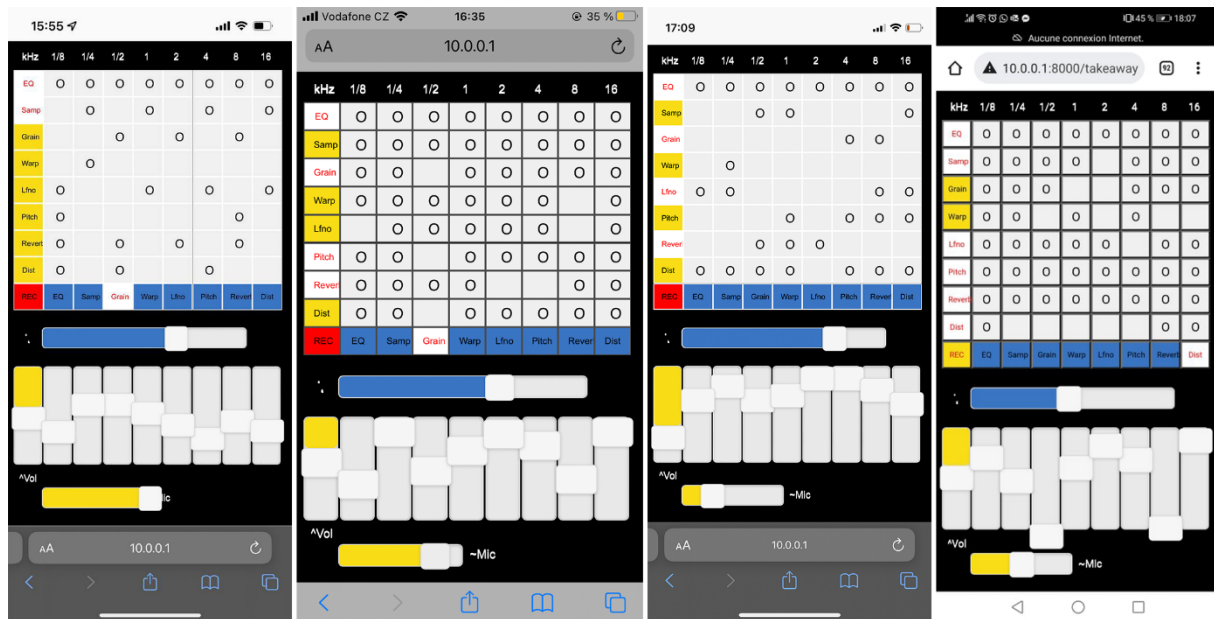 15:55
kHz 1/8 1/4 1/2 1 2 4 8 16
EQ O O O O O O O O
Samp O O O O
Grain O O O
Warp O
Lfno O O O O
Pitch O O
Revert O O O O
Dist O O O
REC EQ Samp Grain Warp Lfno Pitch Revert Dist
^Vol
AA 10.0.0.1
Vodafone CZ 16:35 35 %
AA 10.0.0.1
kHz 1/8 1/4 1/2 1 2 4 8 16
EQ O O O O O O O O
Samp O O O O O O O O
Grain O O O O O O O
Warp O O O O O O O
Lfno O O O O O O
Pitch O O O O O O O
Rever O O O O O
Dist O O O O O O O
REC EQ Samp Grain Warp Lfno Pitch Rever Dist
^Vol
~Mic
17:09
kHz 1/8 1/4 1/2 1 2 4 8 16
EQ O O O O O O O O
Samp O O O
Grain O O
Warp O
Lfno O O O O
Pitch O O O O
Rever O O O
Dist O O O O O O O
REC EQ Samp Grain Warp Lfno Pitch Rever Dist
^Vol
~Mic
AA 10.0.0.1
45 % 18:07
Aucune connexion Internet.
10.0.0.1:8000/takeaway 92
kHz 1/8 1/4 1/2 1 2 4 8 16
EQ O O O O O O O O
Samp O O O O O O O
Grain O O O O O O
Warp O O O O
Lfno O O O O O O O
Pitch O O O O O O O O
Revert O O O O O O O O
Dist O O O
REC EQ Samp Grain Warp Lfno Pitch Revert Dist
^Vol
~Mic